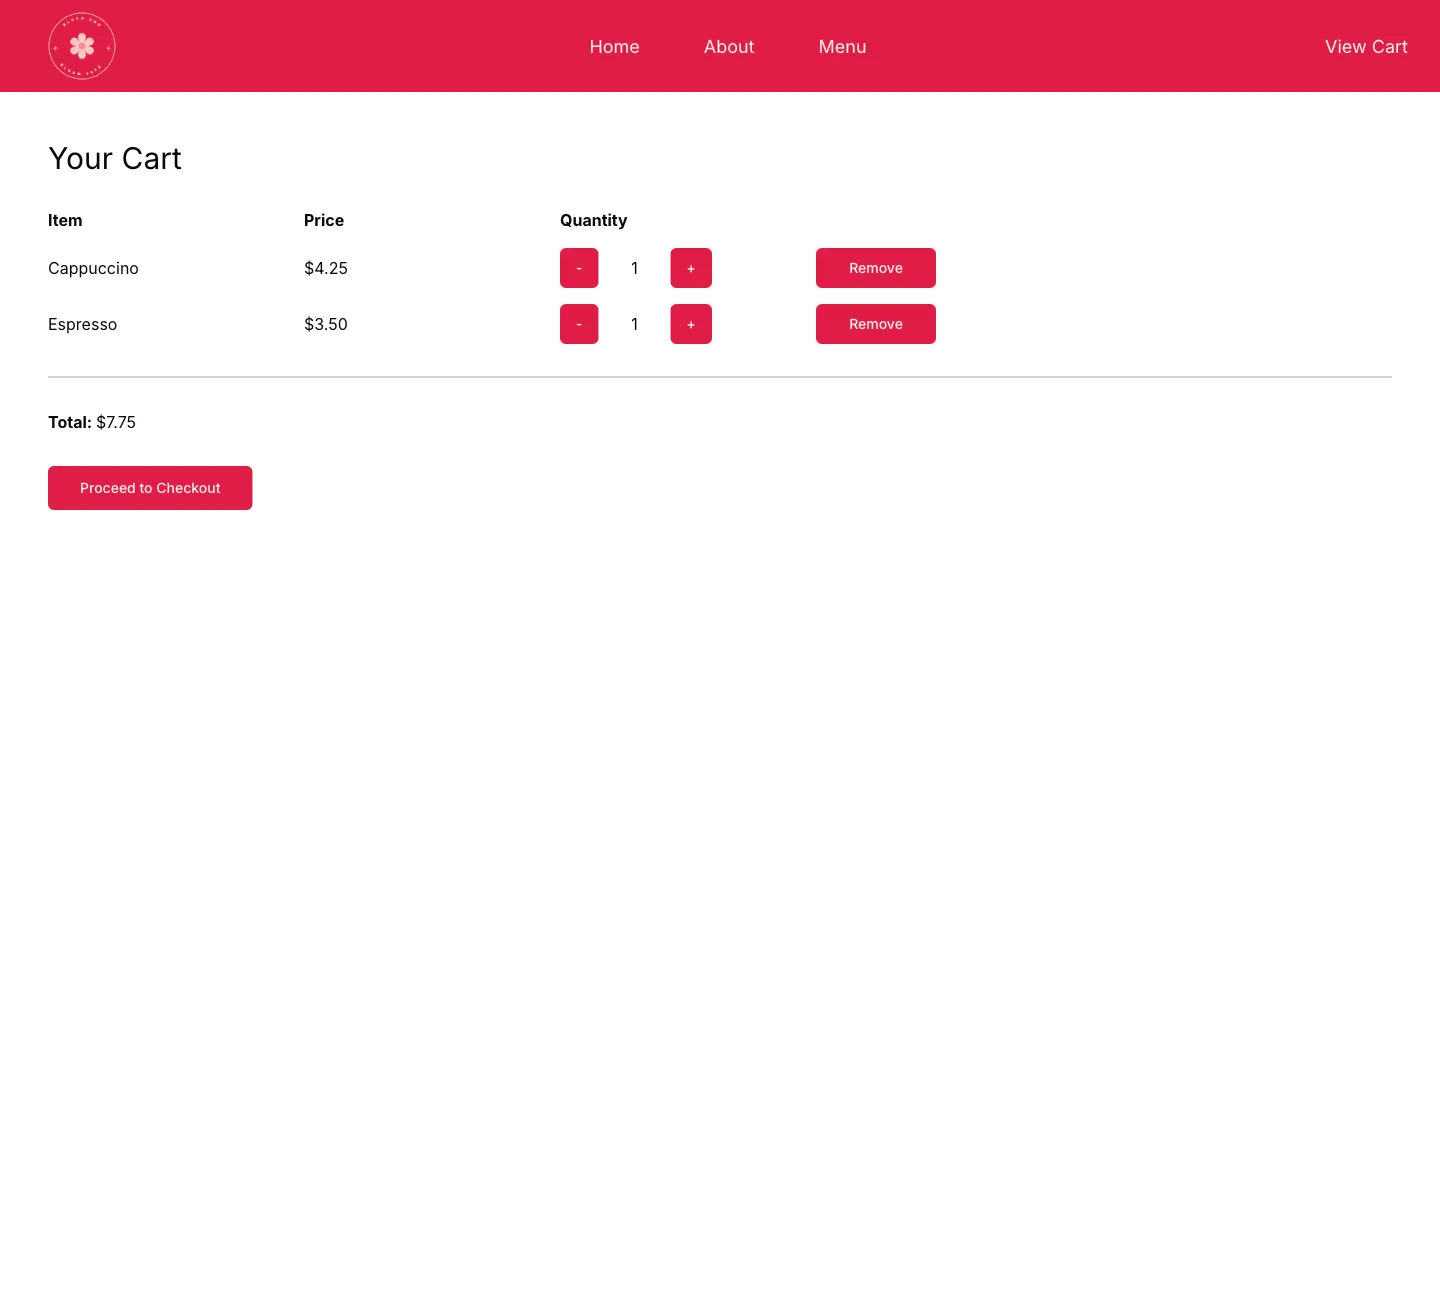 Home About Menu View Cart
Your Cart
Item Price Quantity
Cappuccino $4.25 - 1 + Remove
Espresso $3.50 - 1 + Remove
Total: $7.75
Proceed to Checkout